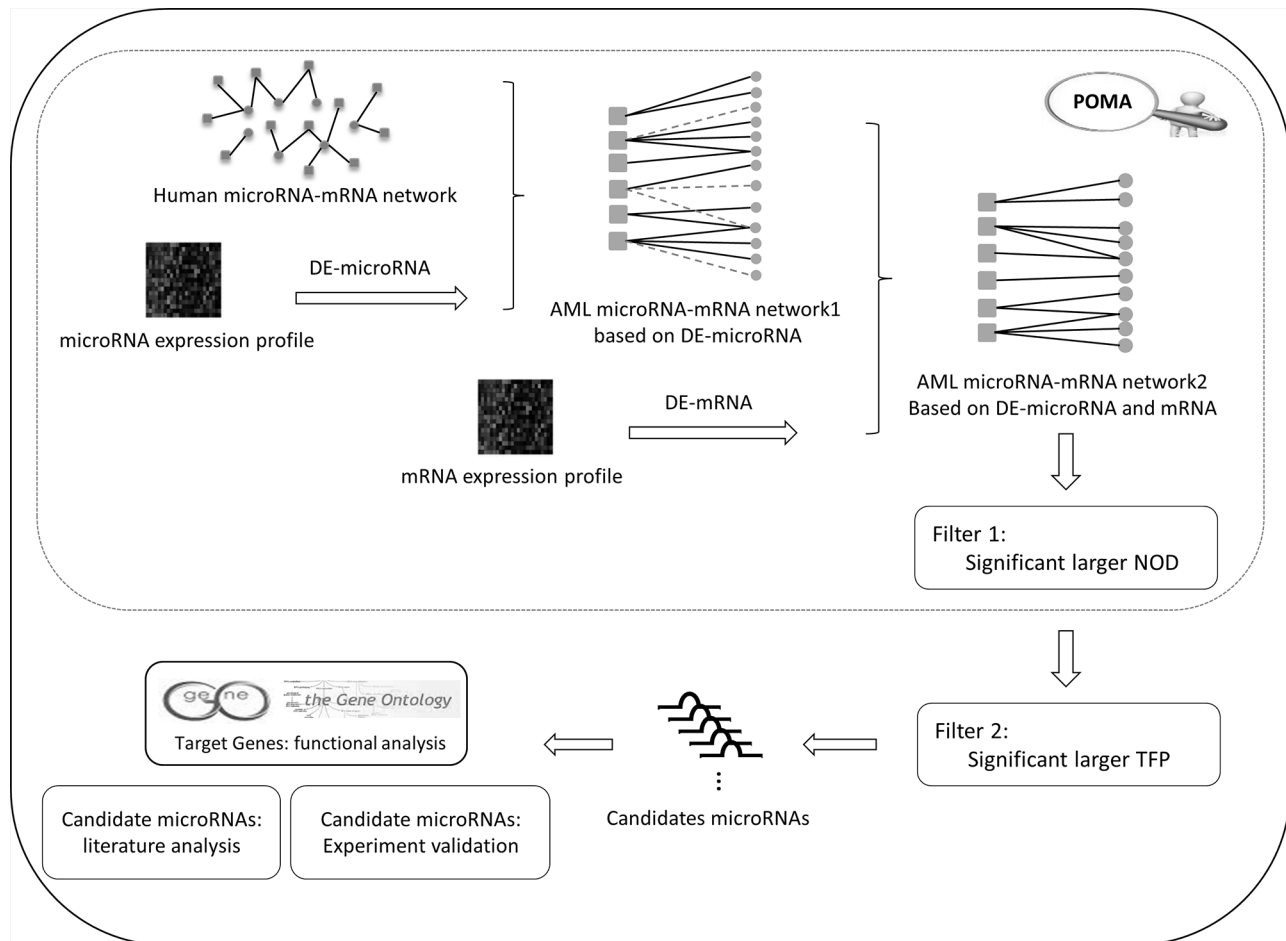 POMA
Human microRNA-mRNA network
DE-microRNA
microRNA expression profile
AML microRNA-mRNA network1
based on DE-microRNA
DE-mRNA
mRNA expression profile
AML microRNA-mRNA network2
Based on DE-microRNA and mRNA
Filter 1:
Significant larger NOD
Filter 2:
Significant larger TFP
Candidates microRNAs
gene
the Gene Ontology
Target Genes: functional analysis
Candidate microRNAs:
literature analysis
Candidate microRNAs:
Experiment validation